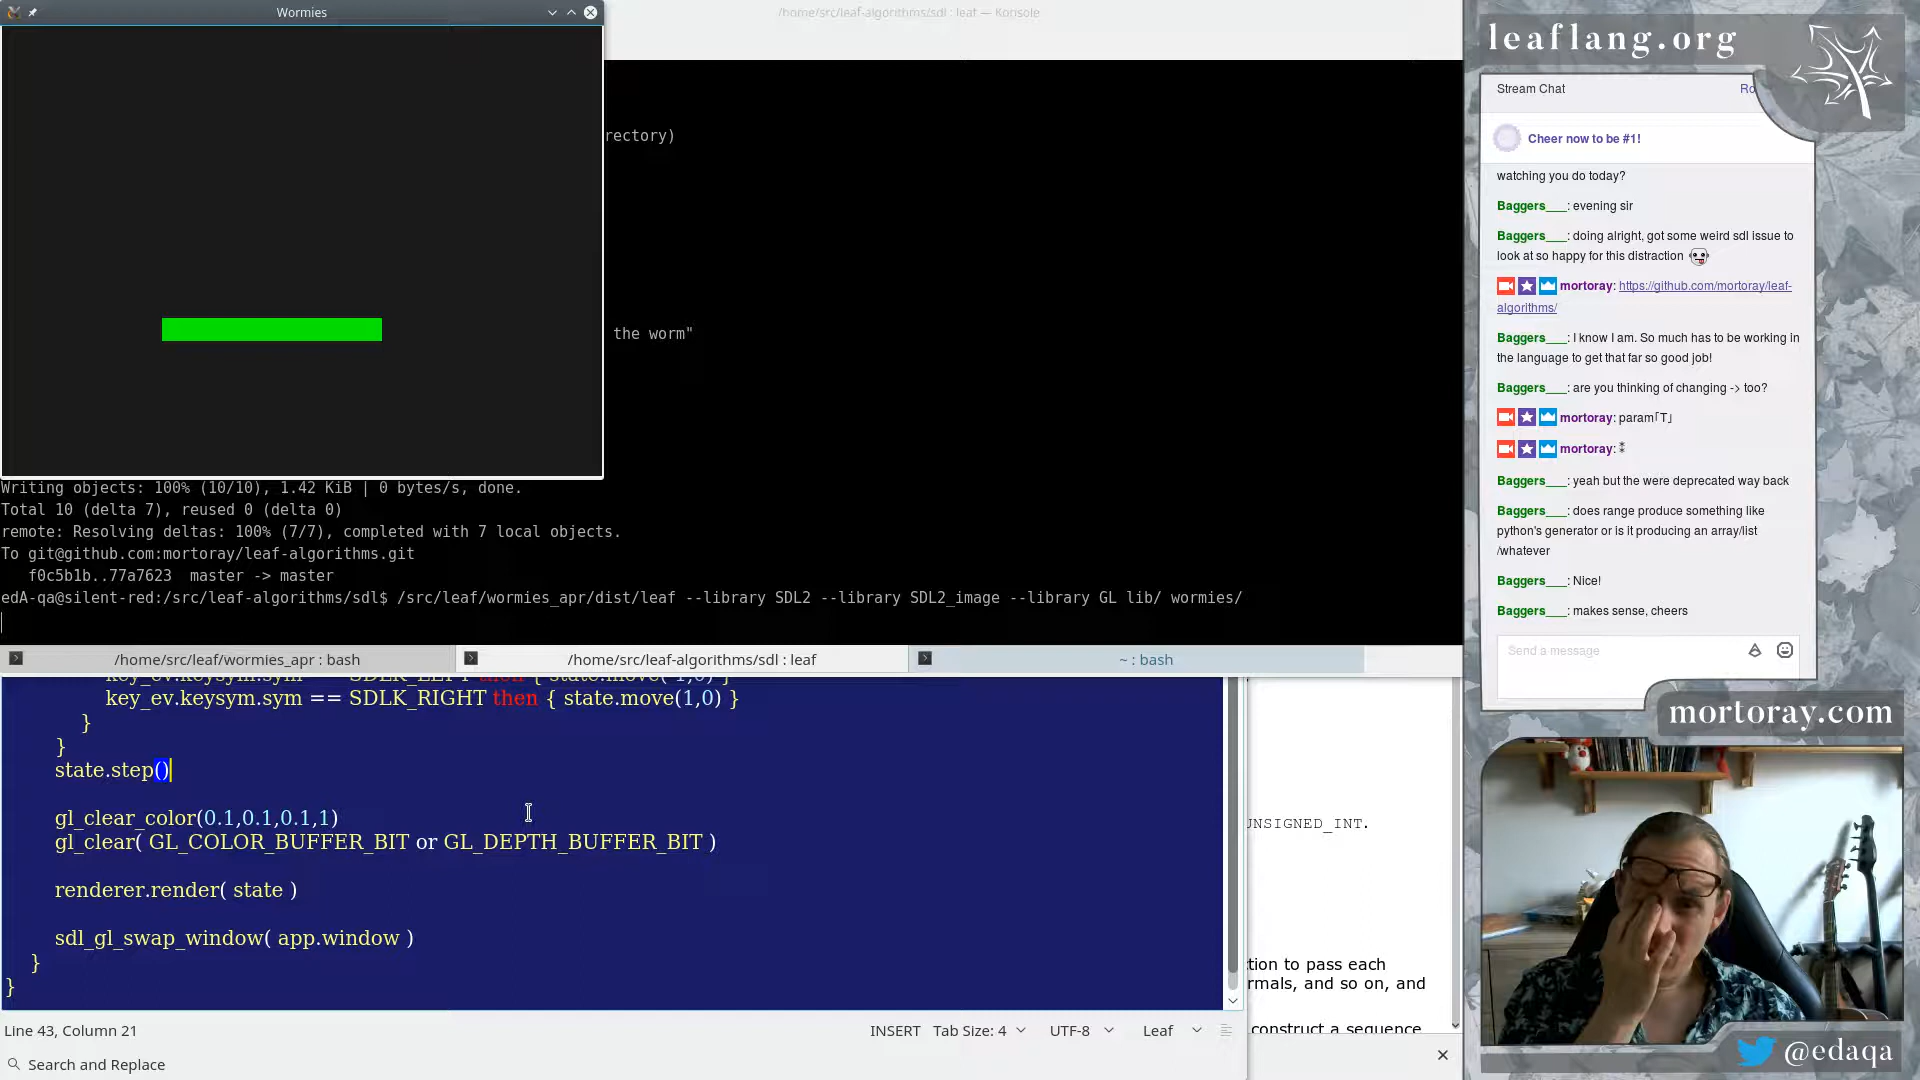 Wormies
/home/src/leaf-algorithms/sdl : leaf — Konsole
rectory)
the worm"
Writing objects: 100% (10/10), 1.42 KiB | 0 bytes/s, done.
Total 10 (delta 7), reused 0 (delta 0)
remote: Resolving deltas: 100% (7/7), completed with 7 local objects.
To git@github.com:mortoray/leaf-algorithms.git
f0c5b1b..77a7623 master -> master
edA-qa@silent-red:/src/leaf-algorithms/sdl$ /src/leaf/wormies_apr/dist/leaf --library SDL2 --library SDL2_image --library GL lib/ wormies/
/home/src/leaf/wormies_apr : bash
/home/src/leaf-algorithms/sdl : leaf
~ : bash
key_ev.keysym.sym == SDLK_LEFT then { state.move(-1,0) }
key_ev.keysym.sym == SDLK_RIGHT then { state.move(1,0) }
}
}
state.step()
gl_clear_color(0.1,0.1,0.1,1)
gl_clear( GL_COLOR_BUFFER_BIT or GL_DEPTH_BUFFER_BIT )
renderer.render( state )
sdl_gl_swap_window( app.window )
}
}
UNSIGNED_INT.
ction to pass each
rmals, and so on, and
construct a sequence
Line 43, Column 21
INSERT
Tab Size: 4
UTF-8
Leaf
Search and Replace
leaflang.org
Stream Chat
Ro
Cheer now to be #1!
watching you do today?
Baggers___: evening sir
Baggers___: doing alright, got some weird sdl issue to
look at so happy for this distraction
mortoray: https://github.com/mortoray/leaf-
algorithms/
Baggers___: I know I am. So much has to be working in
the language to get that far so good job!
Baggers___: are you thinking of changing -> too?
mortoray: param「T」
mortoray: ⁑
Baggers___: yeah but the were deprecated way back
Baggers___: does range produce something like
python's generator or is it producing an array/list
/whatever
Baggers___: Nice!
Baggers___: makes sense, cheers
Send a message
mortoray.com
@edaqa